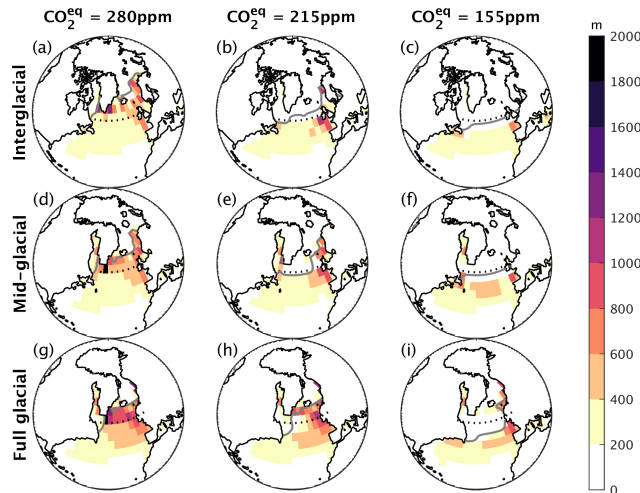 CO₂ᵉq = 280ppm CO₂ᵉq = 215ppm CO₂ᵉq = 155ppm
m
(a) (b) (c)
Interglacial
(d) (e) (f)
Mid-glacial
(g) (h) (i)
Full glacial
2000
1800
1600
1400
1200
1000
800
600
400
200
0